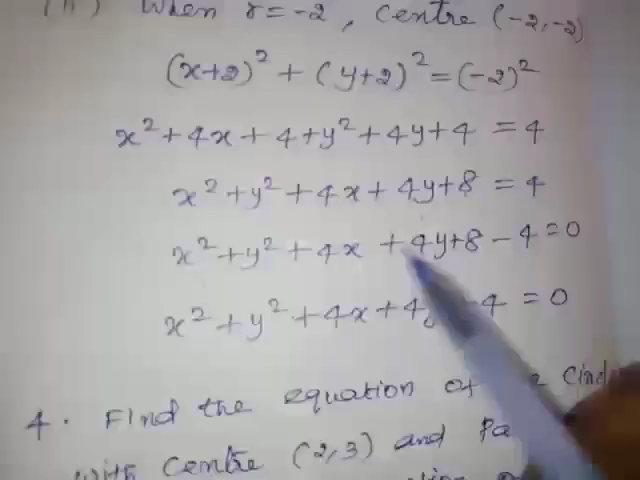 When r = -2, centre (-2,-2)
(x+2)² + (y+2)² = (-2)²
x² + 4x + 4 + y² + 4y + 4 = 4
x² + y² + 4x + 4y + 8 = 4
x² + y² + 4x + 4y + 8 - 4 = 0
x² + y² + 4x + 4 4 = 0
4. Find the equation of
with centre (2,3) and